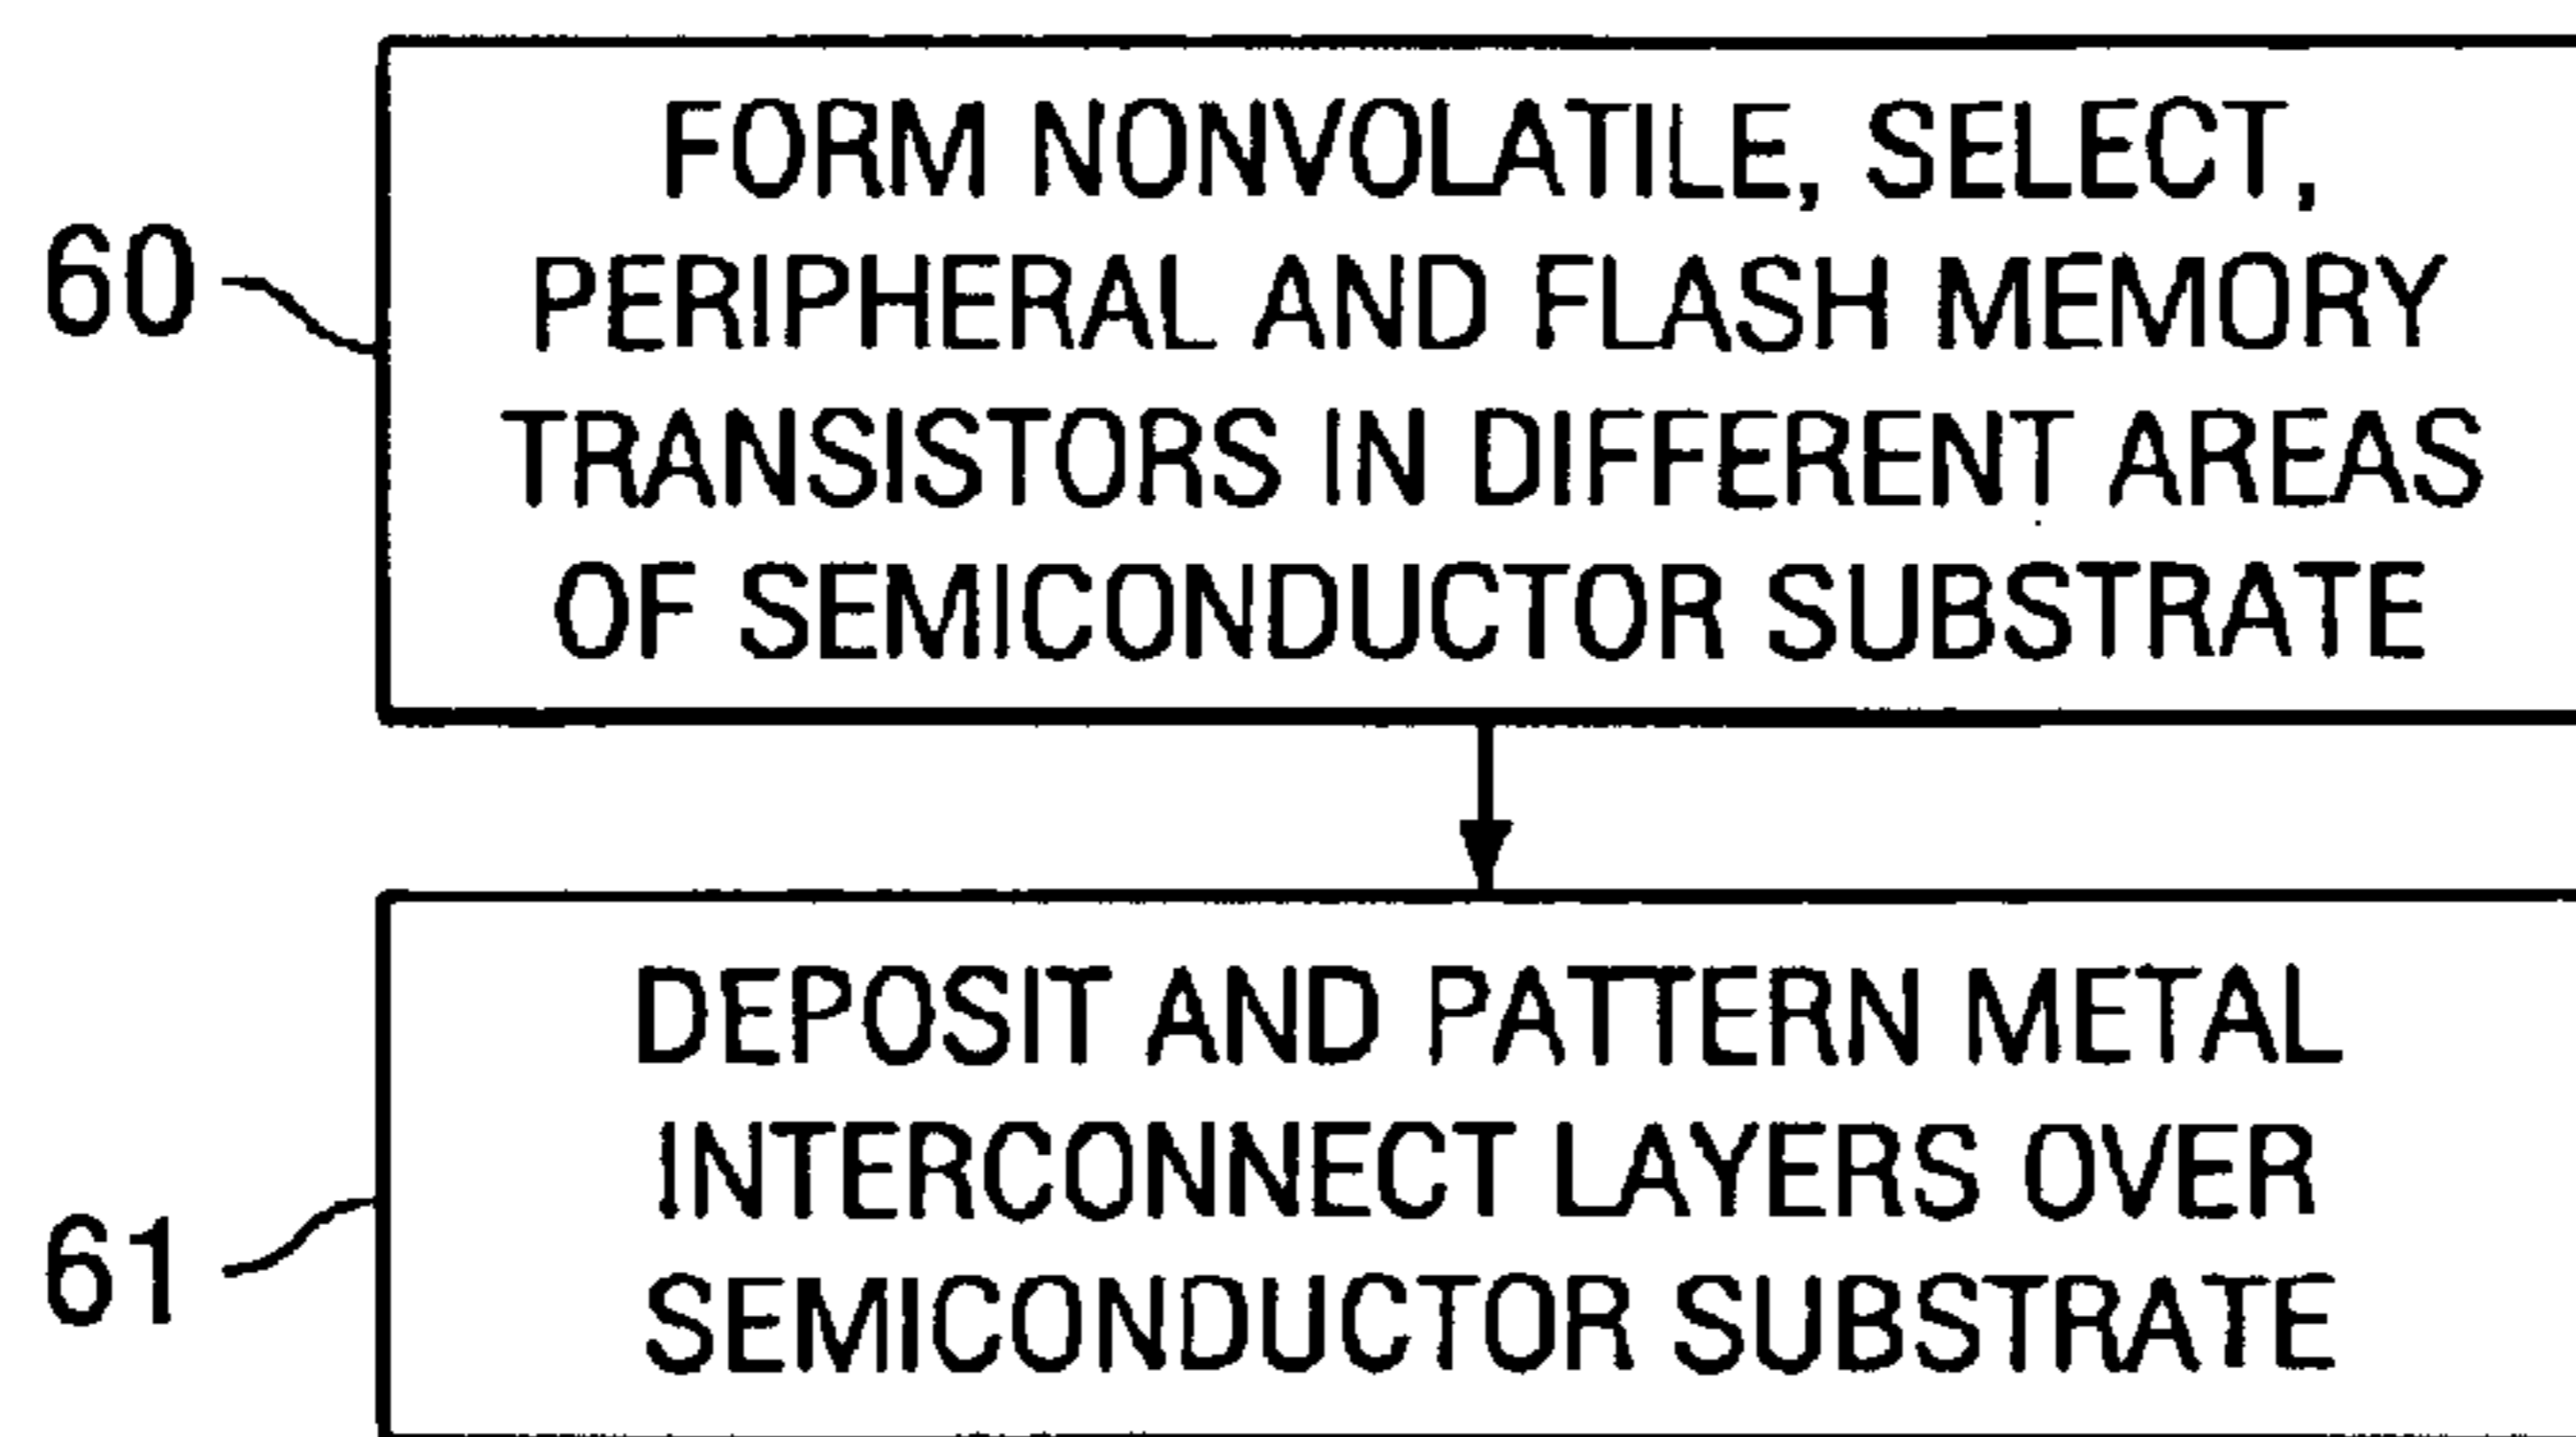 60
FORM NONVOLATILE, SELECT,
PERIPHERAL AND FLASH MEMORY
TRANSISTORS IN DIFFERENT AREAS
OF SEMICONDUCTOR SUBSTRATE
61
DEPOSIT AND PATTERN METAL
INTERCONNECT LAYERS OVER
SEMICONDUCTOR SUBSTRATE